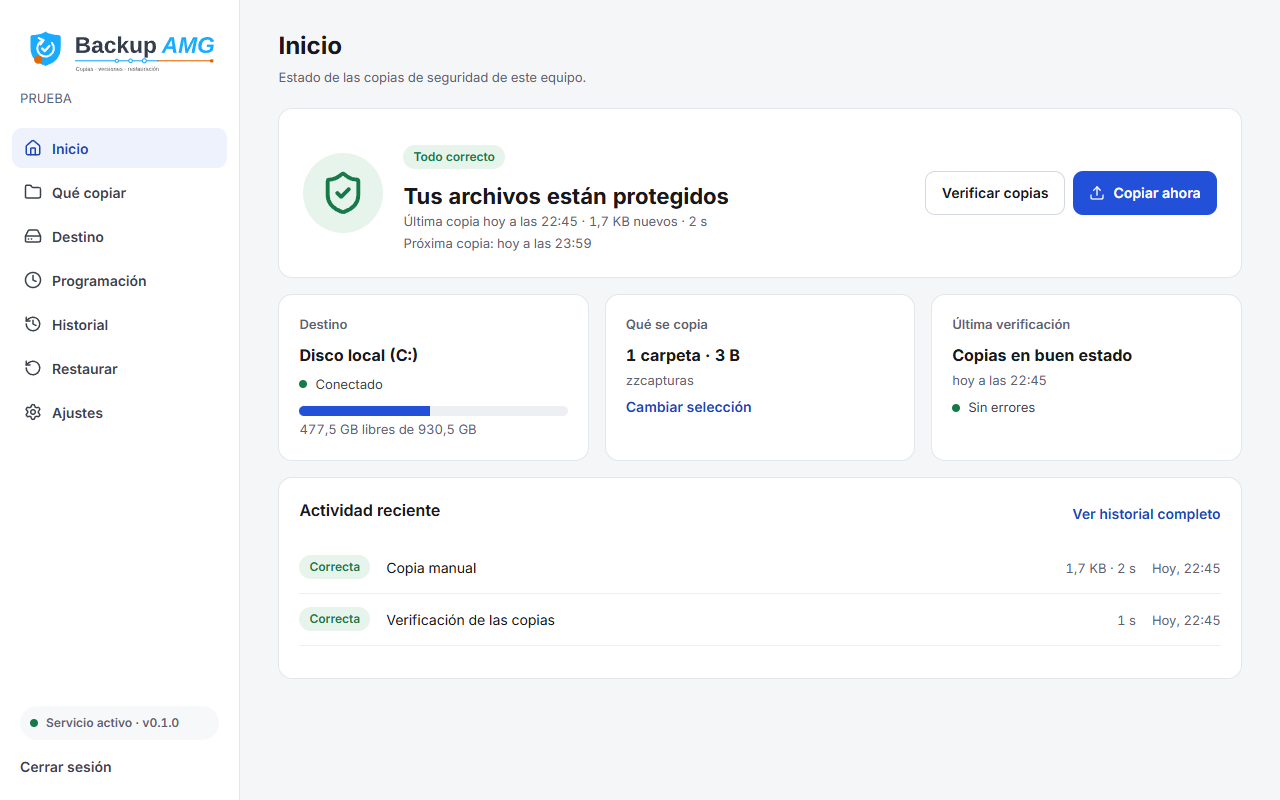 Backup AMG
Copias · versiones · restauración
PRUEBA
Inicio
Qué copiar
Destino
Programación
Historial
Restaurar
Ajustes
Servicio activo · v0.1.0
Cerrar sesión
Inicio
Estado de las copias de seguridad de este equipo.
Todo correcto
Tus archivos están protegidos
Última copia hoy a las 22:45 · 1,7 KB nuevos · 2 s
Próxima copia: hoy a las 23:59
Verificar copias
Copiar ahora
Destino
Disco local (C:)
Conectado
477,5 GB libres de 930,5 GB
Qué se copia
1 carpeta · 3 B
zzcapturas
Cambiar selección
Última verificación
Copias en buen estado
hoy a las 22:45
Sin errores
Actividad reciente
Ver historial completo
Correcta Copia manual 1,7 KB · 2 s Hoy, 22:45
Correcta Verificación de las copias 1 s Hoy, 22:45